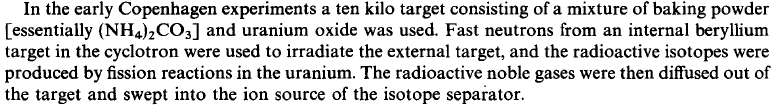 In the early Copenhagen experiments a ten kilo target consisting of a mixture of baking powder
[essentially (NH₄)₂CO₃] and uranium oxide was used. Fast neutrons from an internal beryllium
target in the cyclotron were used to irradiate the external target, and the radioactive isotopes were
produced by fission reactions in the uranium. The radioactive noble gases were then diffused out of
the target and swept into the ion source of the isotope separator.